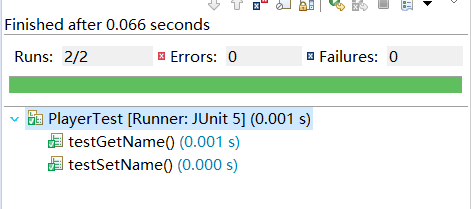 Finished after 0.066 seconds
Runs: 2/2 Errors: 0 Failures: 0
PlayerTest [Runner: JUnit 5] (0.001 s)
testGetName() (0.001 s)
testSetName() (0.000 s)